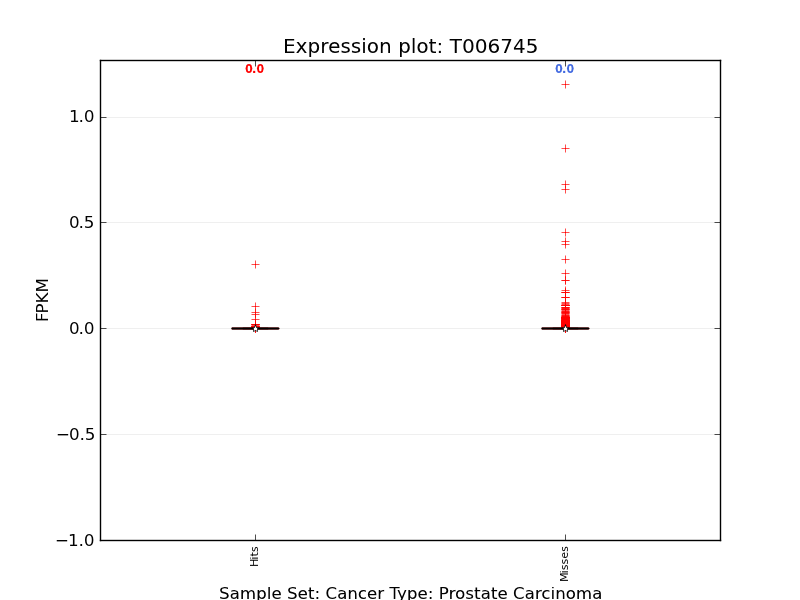 Expression plot: T006745
0.0 0.0
1.0
0.5
FPKM
0.0
−0.5
−1.0
Hits Misses
Sample Set: Cancer Type: Prostate Carcinoma